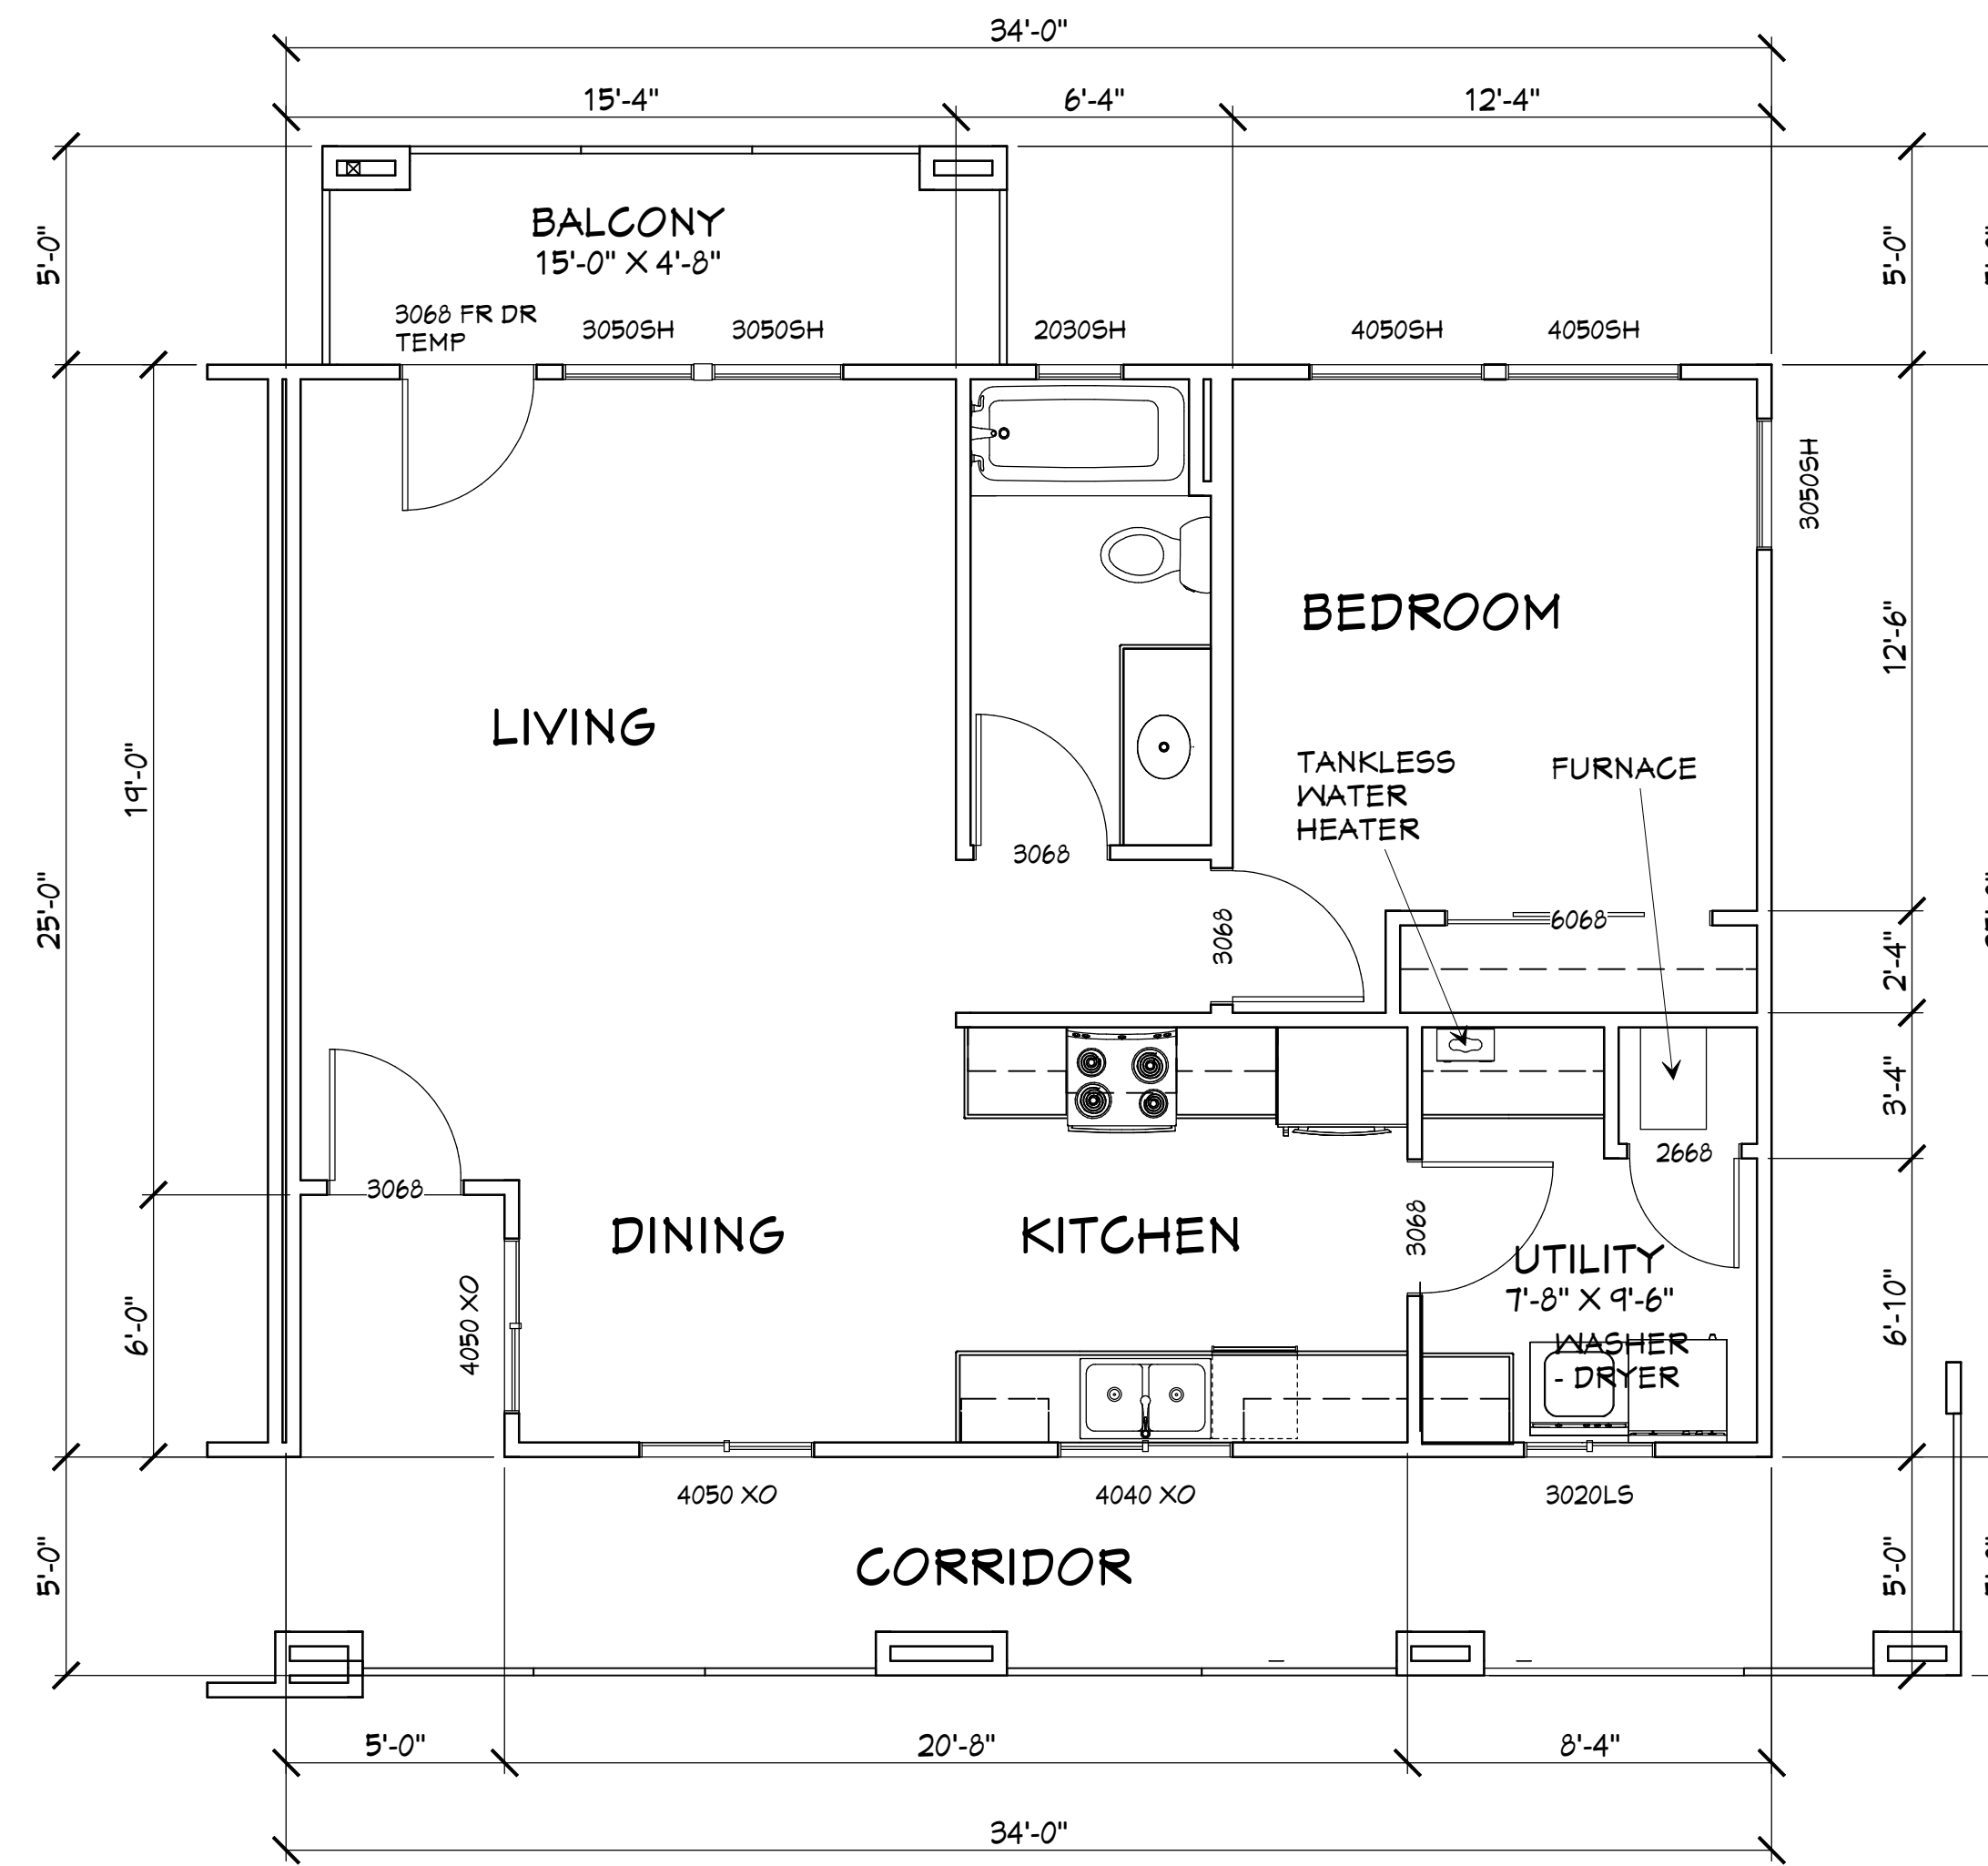 34'-0"
15'-4"
6'-4"
12'-4"
BALCONY
15'-0" X 4'-8"
5'-0"
5'-0"
3068 FR DR
TEMP
3050SH
3050SH
2030SH
4050SH
4050SH
3050SH
BEDROOM
12'-6"
LIVING
19'-0"
TANKLESS
WATER
HEATER
FURNACE
3068
25'-0"
3068
6068
2'-4"
3'-4"
3068
2668
DINING
KITCHEN
3068
UTILITY
7'-8" X 9'-6"
WASHER
- DRYER
6'-0"
4050 XO
6'-10"
4050 XO
4040 XO
3020LS
CORRIDOR
5'-0"
5'-0"
5'-0"
20'-8"
8'-4"
34'-0"